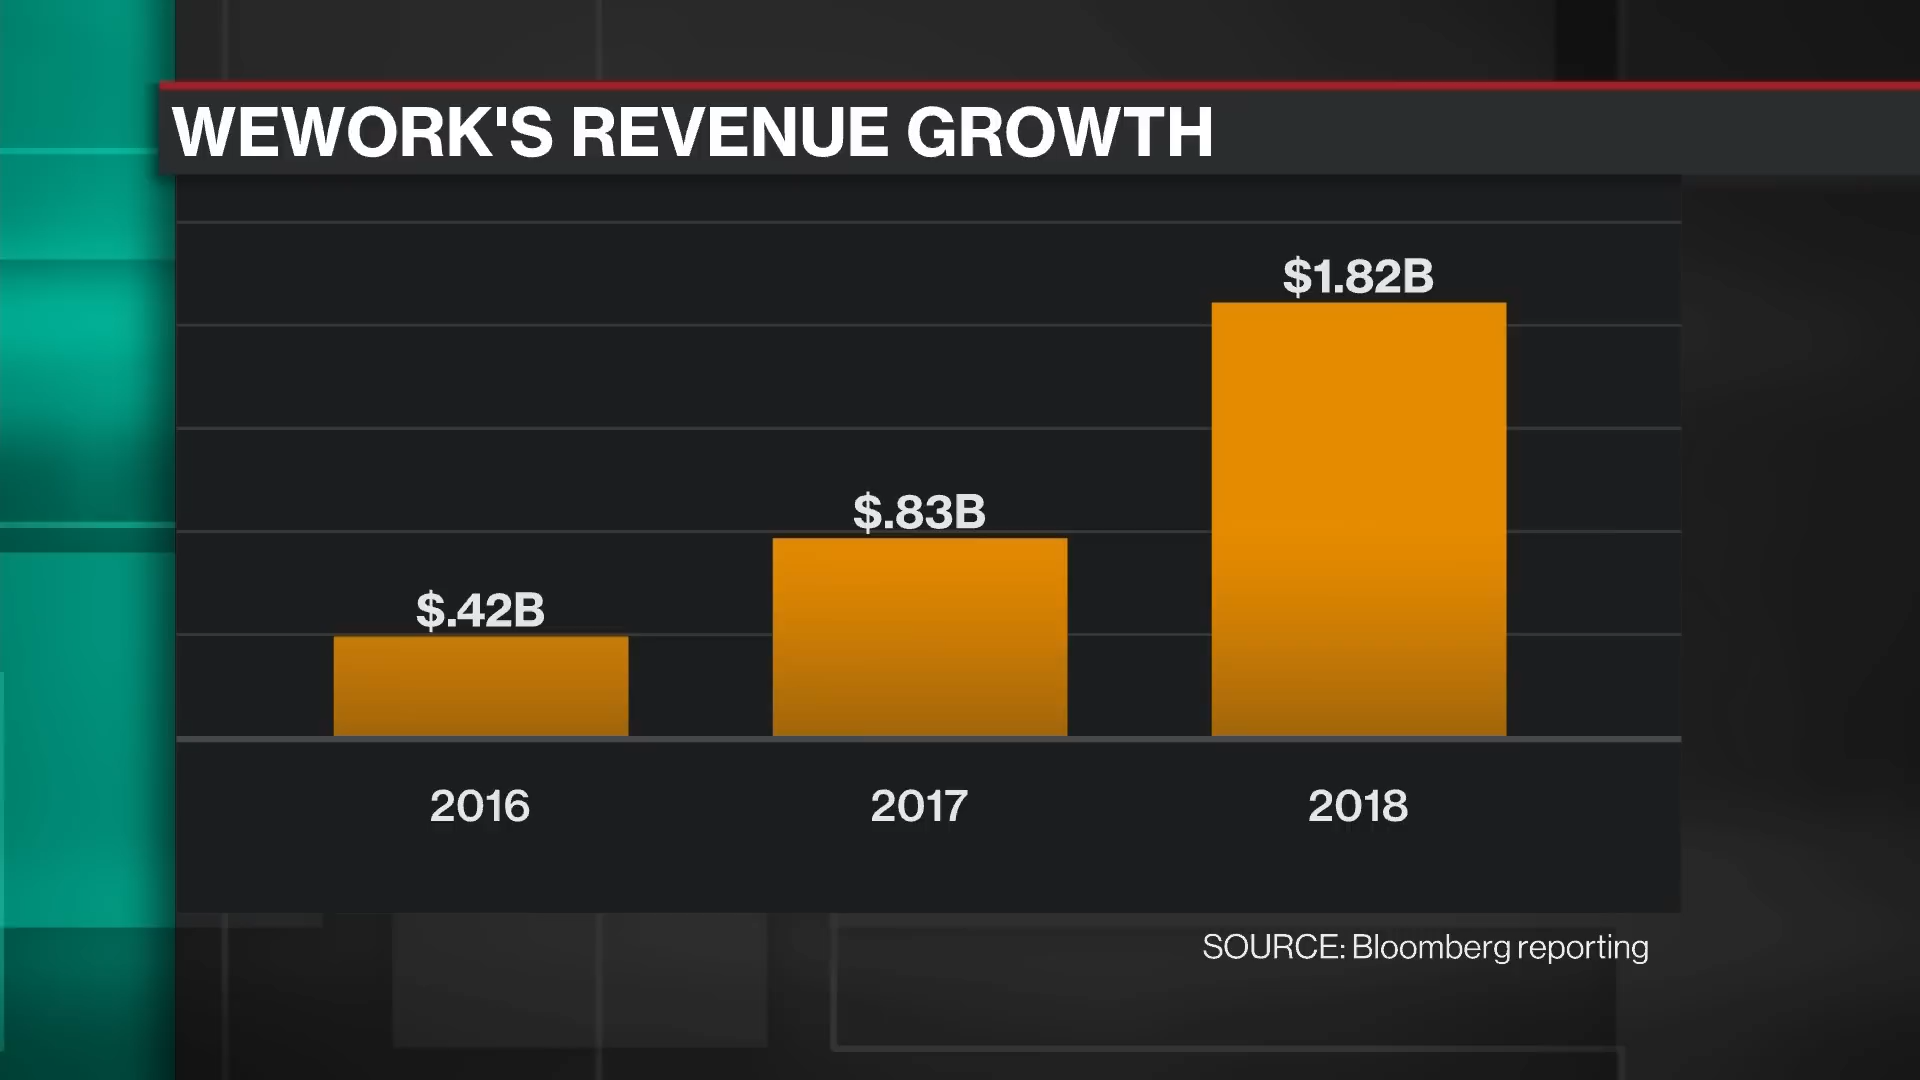 WEWORK'S REVENUE GROWTH
$.42B
$.83B
$1.82B
2016
2017
2018
SOURCE: Bloomberg reporting